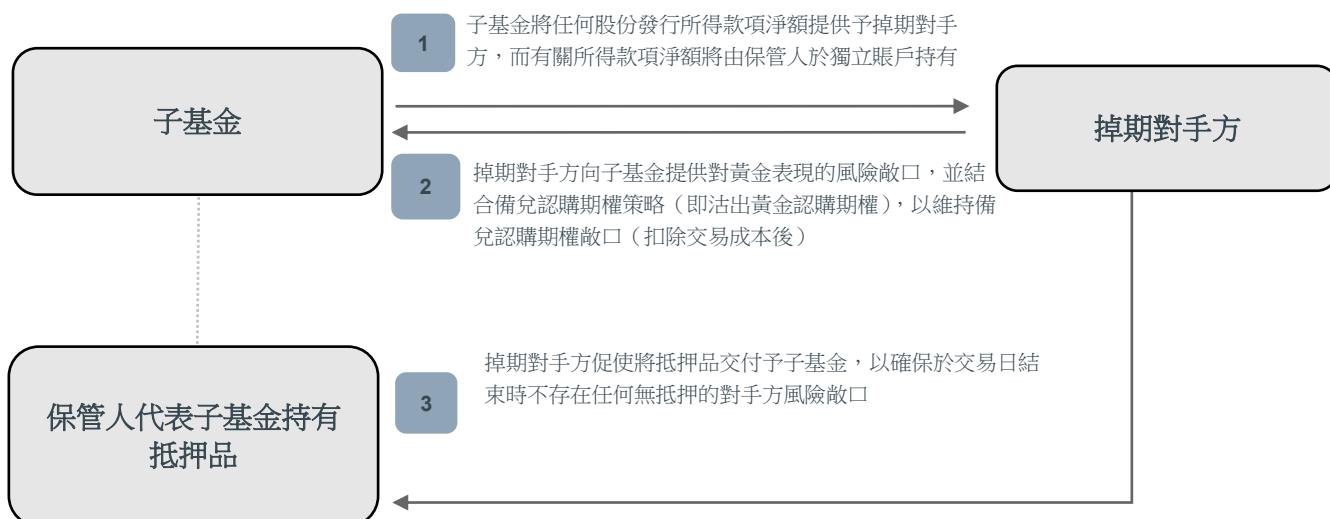 1
子基金將任何股份發行所得款項淨額提供予掉期對手
方，而有關所得款項淨額將由保管人於獨立賬戶持有
子基金
掉期對手方
2
掉期對手方向子基金提供對黃金表現的風險敞口，並結
合備兌認購期權策略（即沽出黃金認購期權），以維持備
兌認購期權敞口（扣除交易成本後）
3
掉期對手方促使將抵押品交付予子基金，以確保於交易日結
束時不存在任何無抵押的對手方風險敞口
保管人代表子基金持有
抵押品